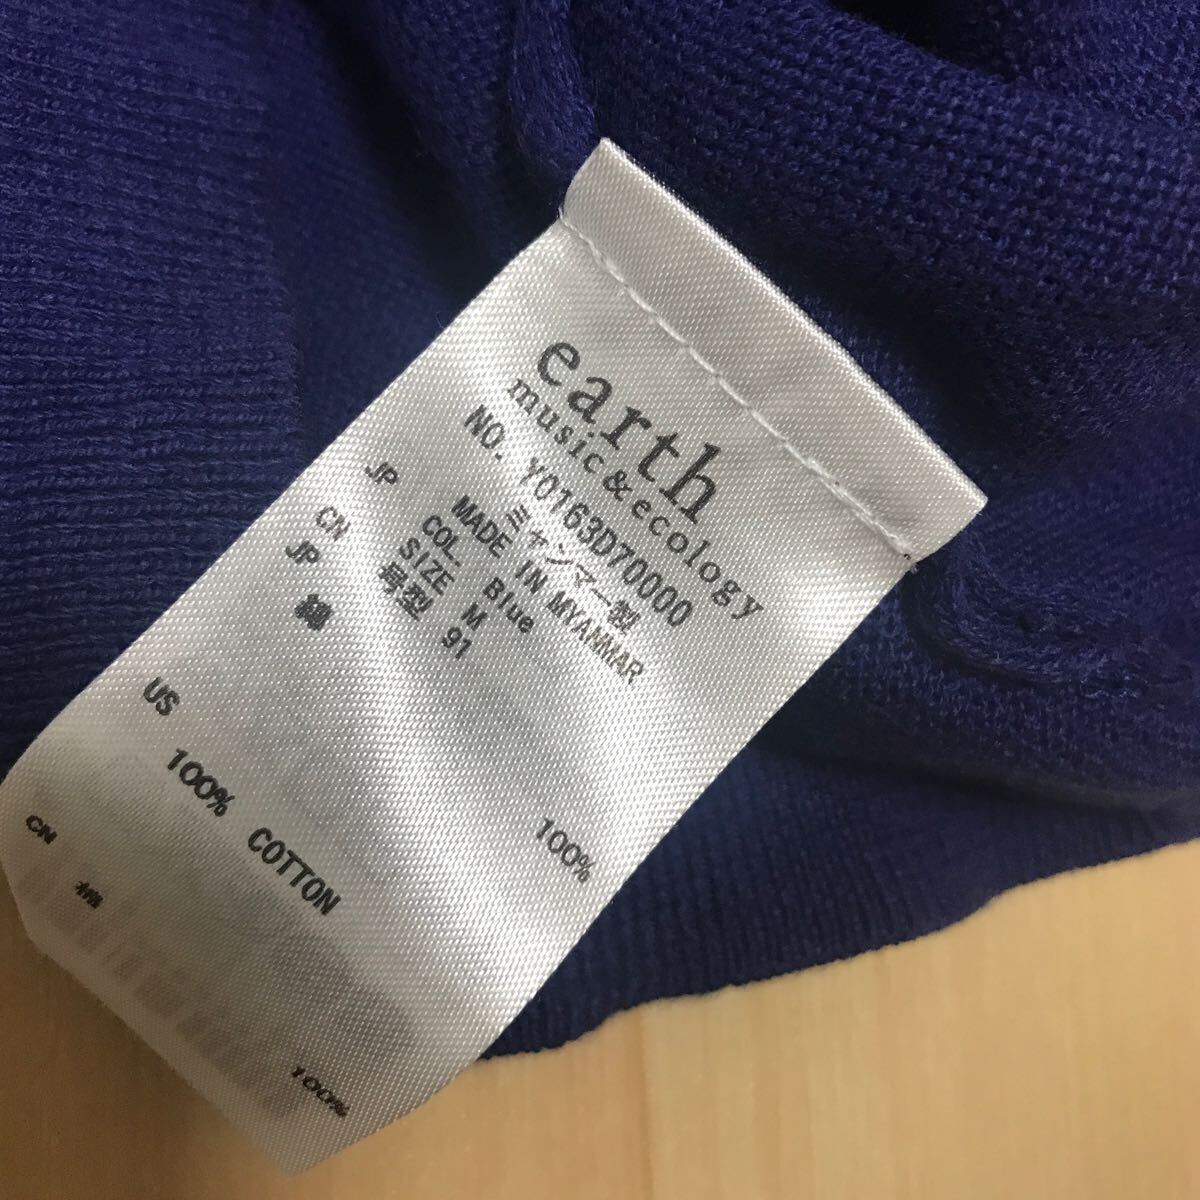 earth
music&ecology
NO. Y0163D70000
ミャンマー製
JP MADE IN MYANMAR
COL Blue
SIZE M
CN 号型 91
JP
綿 100%
US
100% COTTON
CN
棉 100%